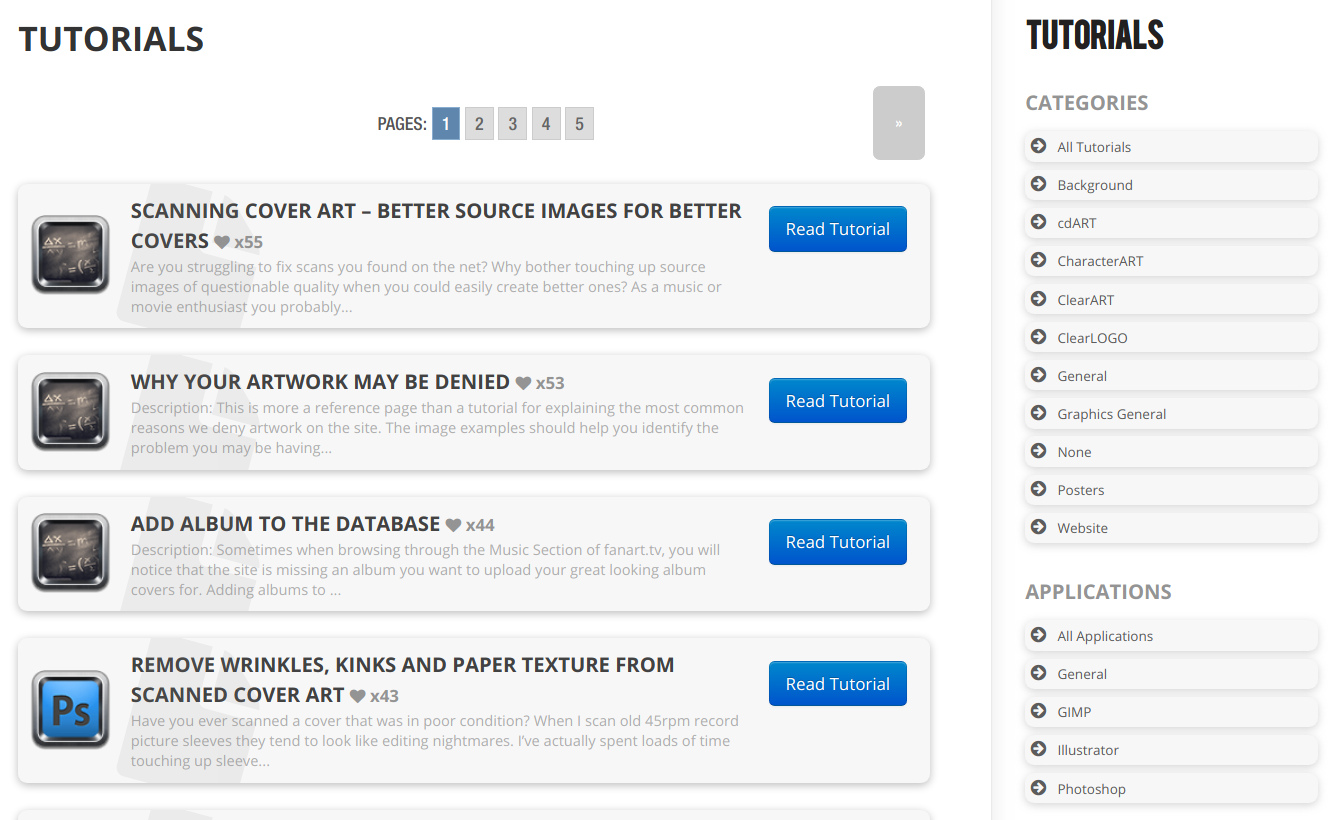 TUTORIALS
PAGES: 1 2 3 4 5 »
SCANNING COVER ART – BETTER SOURCE IMAGES FOR BETTER
COVERS x55
Are you struggling to fix scans you found on the net? Why bother touching up source
images of questionable quality when you could easily create better ones? As a music or
movie enthusiast you probably...
Read Tutorial
WHY YOUR ARTWORK MAY BE DENIED x53
Description: This is more a reference page than a tutorial for explaining the most common
reasons we deny artwork on the site. The image examples should help you identify the
problem you may be having...
Read Tutorial
ADD ALBUM TO THE DATABASE x44
Description: Sometimes when browsing through the Music Section of fanart.tv, you will
notice that the site is missing an album you want to upload your great looking album
covers for. Adding albums to ...
Read Tutorial
Ps
REMOVE WRINKLES, KINKS AND PAPER TEXTURE FROM
SCANNED COVER ART x43
Have you ever scanned a cover that was in poor condition? When I scan old 45rpm record
picture sleeves they tend to look like editing nightmares. I've actually spent loads of time
touching up sleeve...
Read Tutorial
TUTORIALS
CATEGORIES
All Tutorials
Background
cdART
CharacterART
ClearART
ClearLOGO
General
Graphics General
None
Posters
Website
APPLICATIONS
All Applications
General
GIMP
Illustrator
Photoshop